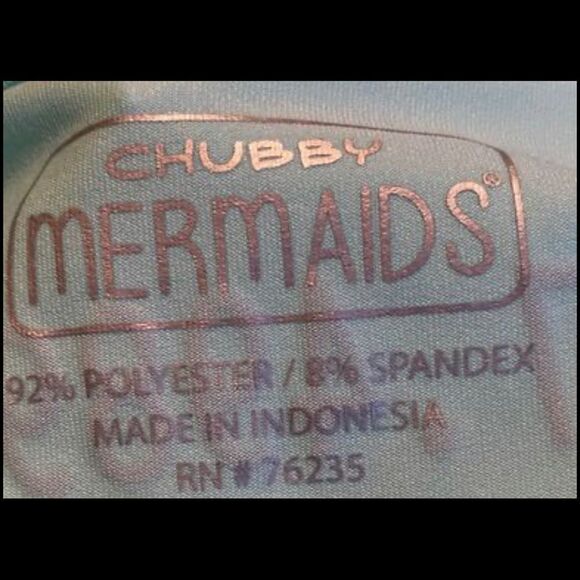 CHUBBY
MERMAIDS®
92% POLYESTER / 8% SPANDEX
MADE IN INDONESIA
RN # 76235